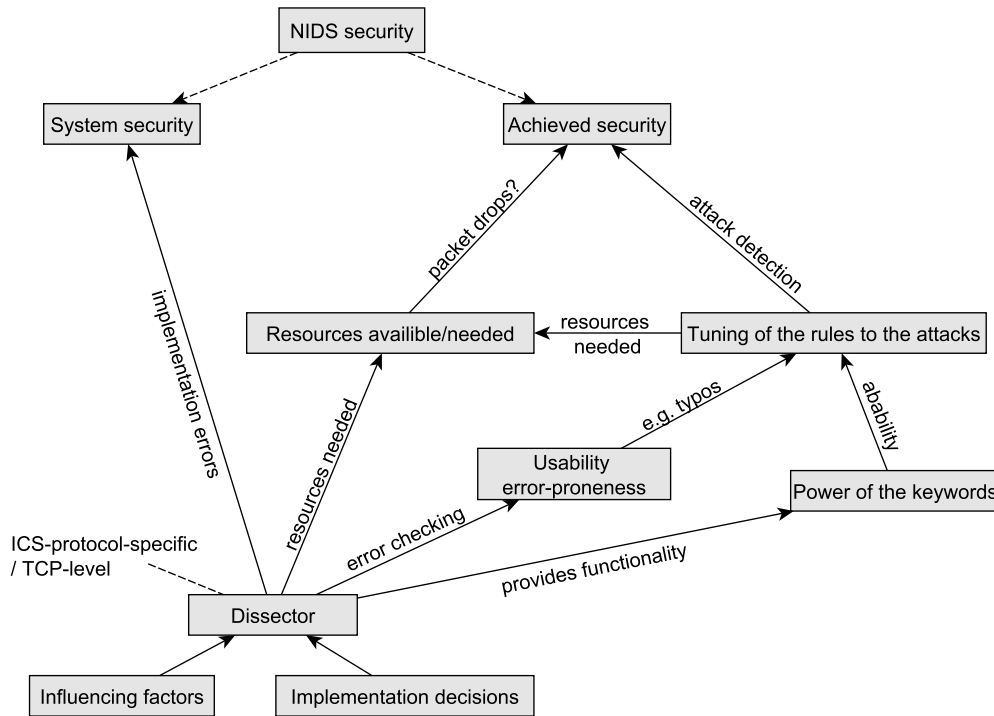 NIDS security
System security
Achieved security
packet drops?
attack detection
implementation errors
Resources availible/needed
resources
needed
Tuning of the rules to the attacks
resources needed
e.g. typos
abability
Usability
error-proneness
Power of the keywords
error checking
provides functionality
ICS-protocol-specific
/ TCP-level
Dissector
Influencing factors
Implementation decisions